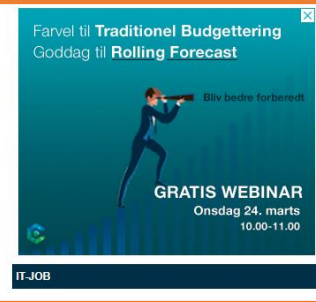 Farvel til Traditionel Budgettering
Goddag til Rolling Forecast
Bliv bedre forberedt
GRATIS WEBINAR
Onsdag 24. marts
10.00-11.00
IT-JOB